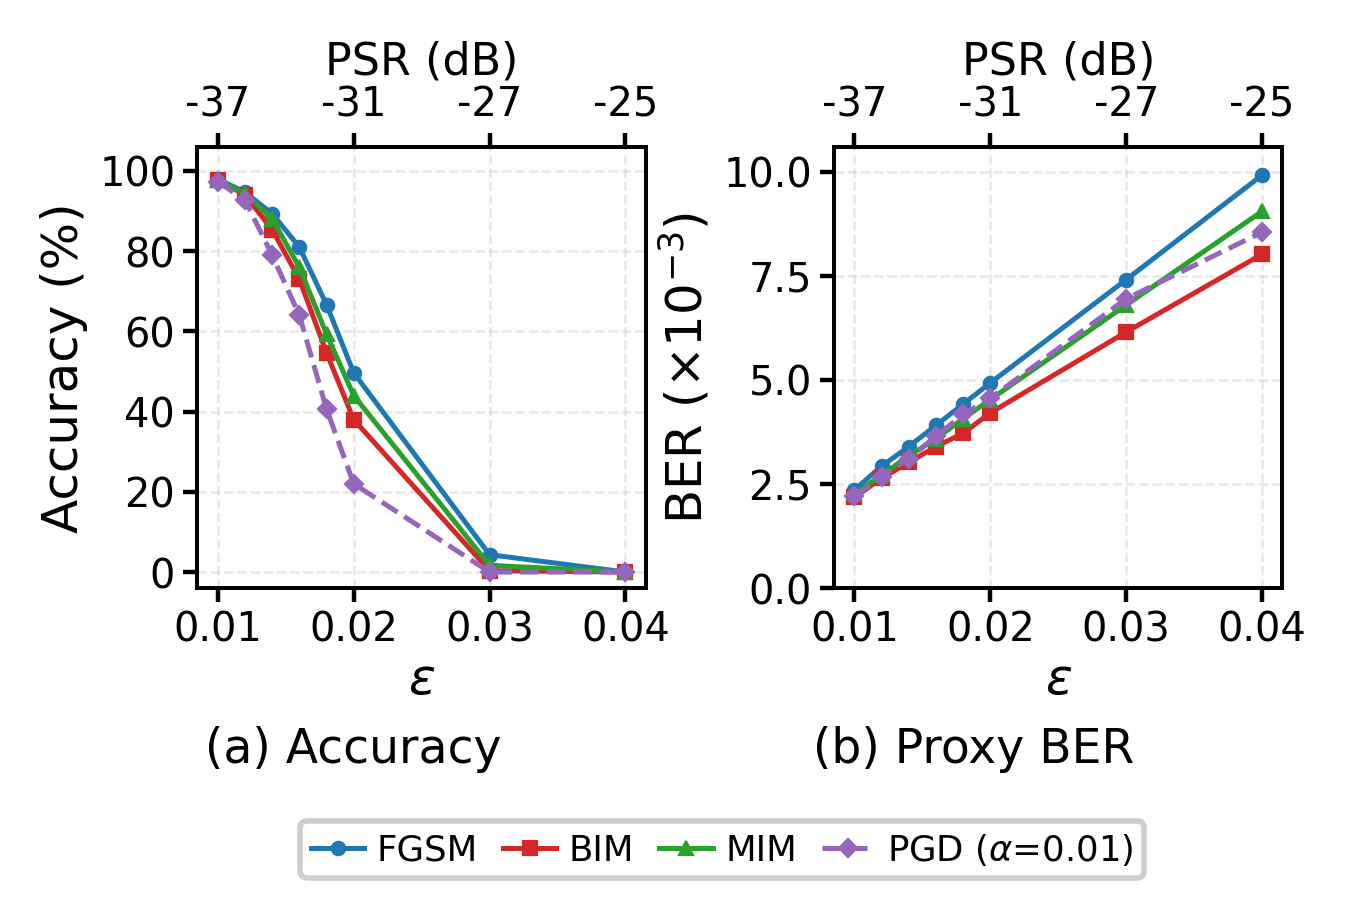 PSR (dB)
-37 -31 -27 -25
Accuracy (%)
100
80
60
40
20
0
0.01 0.02 0.03 0.04
ε
(a) Accuracy
PSR (dB)
-37 -31 -27 -25
BER (×10⁻³)
10.0
7.5
5.0
2.5
0.0
0.01 0.02 0.03 0.04
ε
(b) Proxy BER
FGSM BIM MIM PGD (α=0.01)